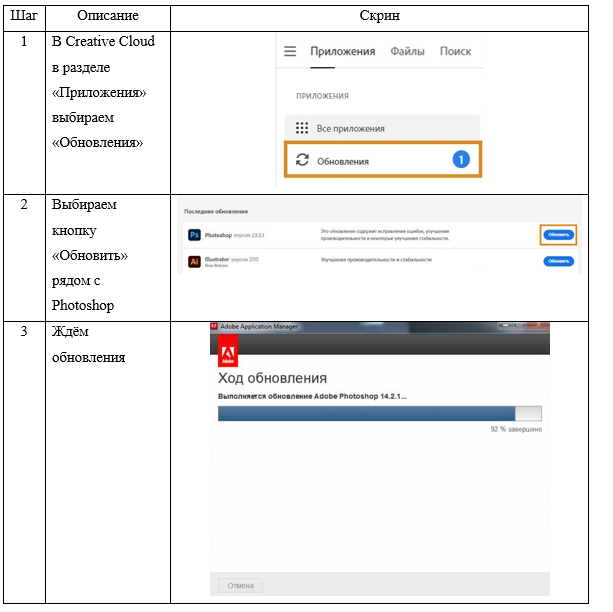 Шаг Описание Скрин
1 В Creative Cloud
в разделе
«Приложения»
выбираем
«Обновления»
Приложения Файлы Поиск
ПРИЛОЖЕНИЯ
Все приложения
Обновления 1
2 Выбираем
кнопку
«Обновить»
рядом с
Photoshop
Последние обновления
Ps Photoshop версия 23.5.1 Это обновление содержит исправления ошибок, улучшения Обновить
производительности и некоторые улучшения стабильности.
Ai Illustrator версия 27.0 Улучшения производительности и стабильности Обновить
New Release
3 Ждём
обновления
Adobe Application Manager
Adobe
Ход обновления
Выполняется обновление Adobe Photoshop 14.2.1...
92 % завершено
Отмена